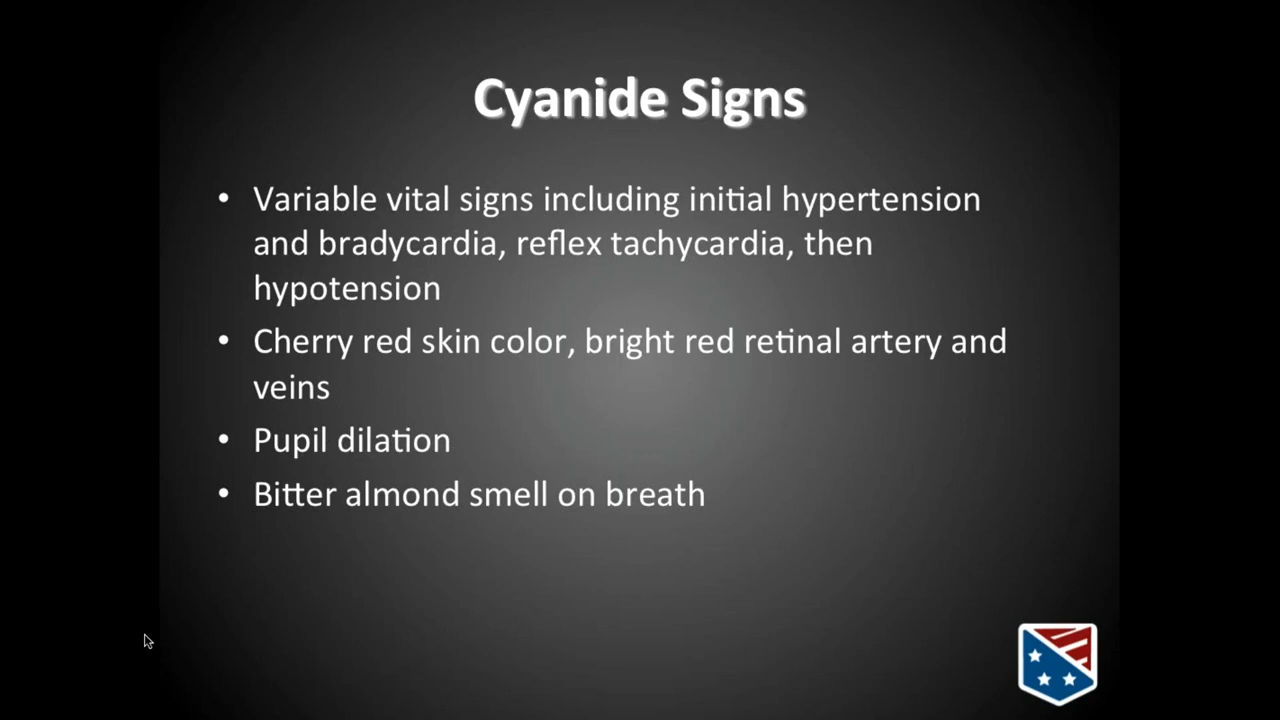 Cyanide Signs
• Variable vital signs including initial hypertension
and bradycardia, reflex tachycardia, then
hypotension
• Cherry red skin color, bright red retinal artery and
veins
• Pupil dilation
• Bitter almond smell on breath